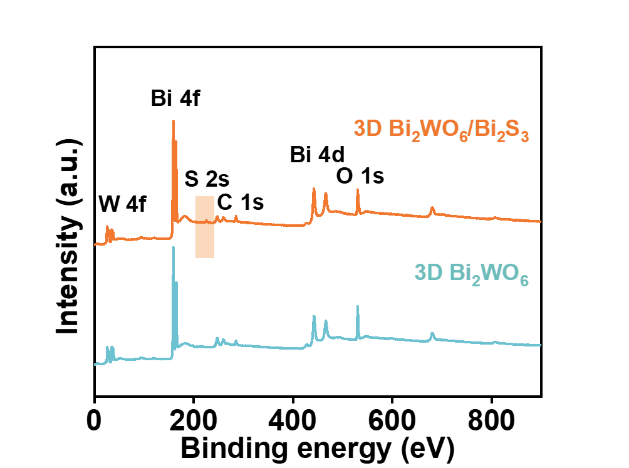 Bi 4f
3D Bi₂WO₆/Bi₂S₃
Bi 4d
S 2s
O 1s
W 4f
C 1s
3D Bi₂WO₆
Intensity (a.u.)
0 200 400 600 800
Binding energy (eV)